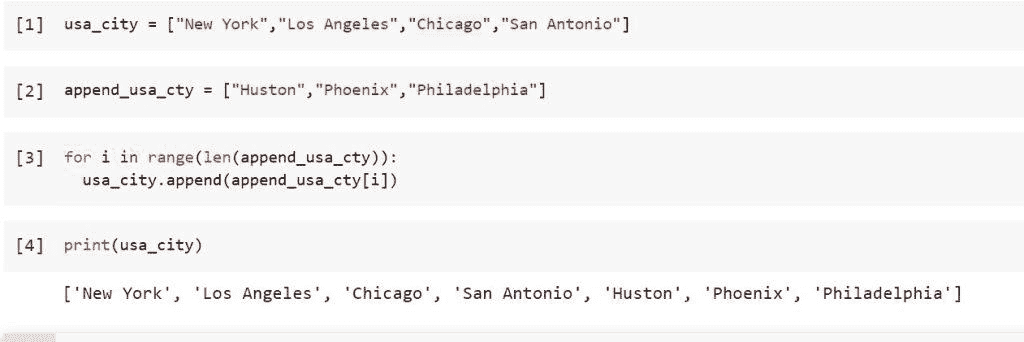 [1] usa_city = ["New York","Los Angeles","Chicago","San Antonio"]
[2] append_usa_cty = ["Huston","Phoenix","Philadelphia"]
[3] for i in range(len(append_usa_cty)):
usa_city.append(append_usa_cty[i])
[4] print(usa_city)
['New York', 'Los Angeles', 'Chicago', 'San Antonio', 'Huston', 'Phoenix', 'Philadelphia']